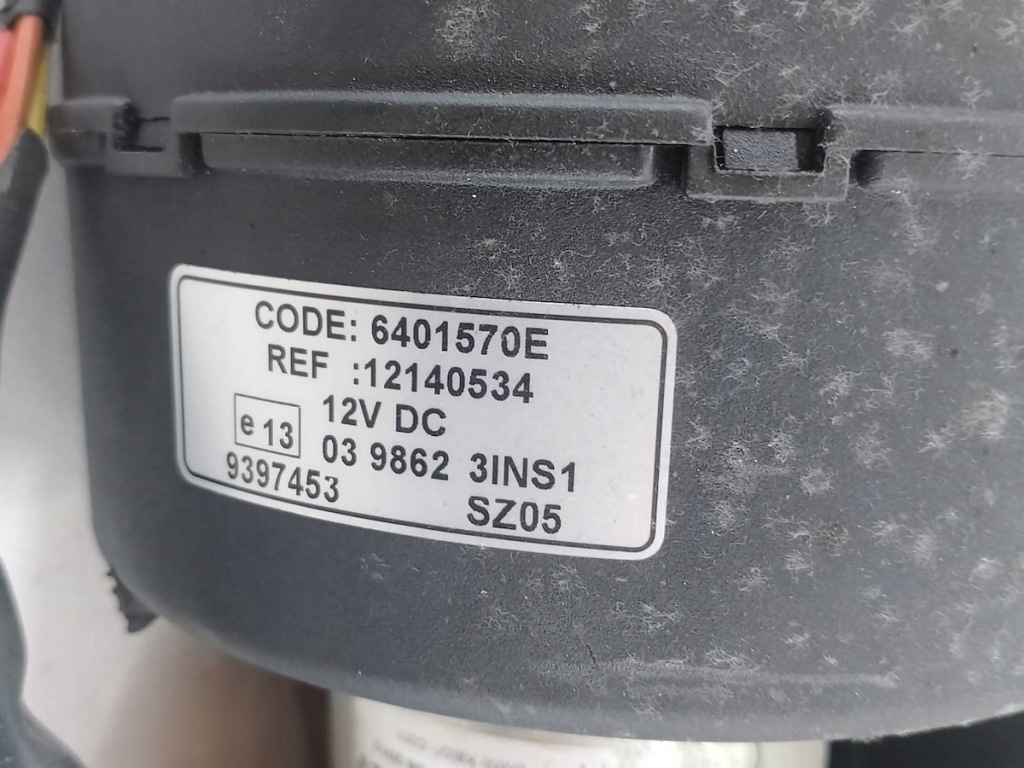 CODE: 6401570E
REF :12140534
12V DC
e 13 03 9862 3INS1
9397453 SZ05